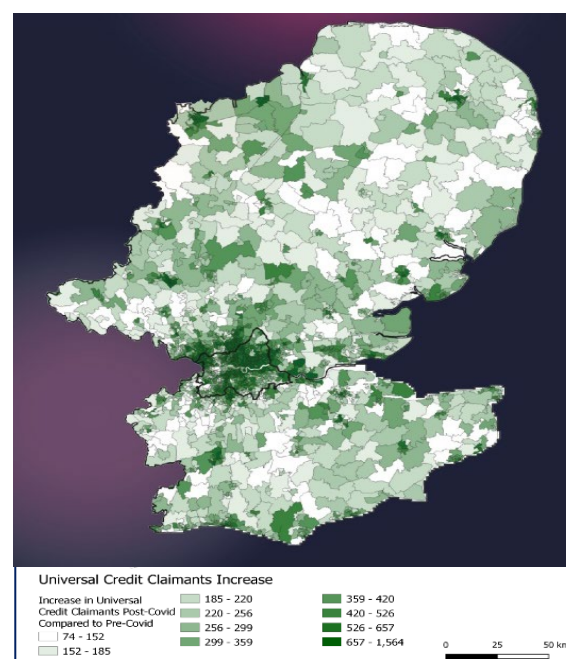 Universal Credit Claimants Increase
Increase in Universal
Credit Claimants Post-Covid
Compared to Pre-Covid
74 - 152
152 - 185
185 - 220
220 - 256
256 - 299
299 - 359
359 - 420
420 - 526
526 - 657
657 - 1,564
0 25 50 km